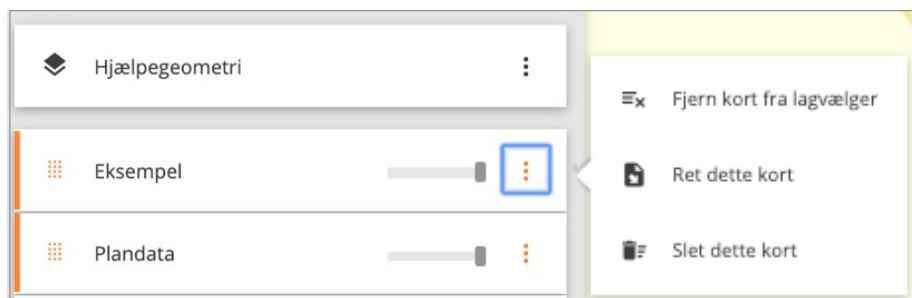 Hjælpegeometri
Eksempel
Plandata
Fjern kort fra lagvælger
Ret dette kort
Slet dette kort